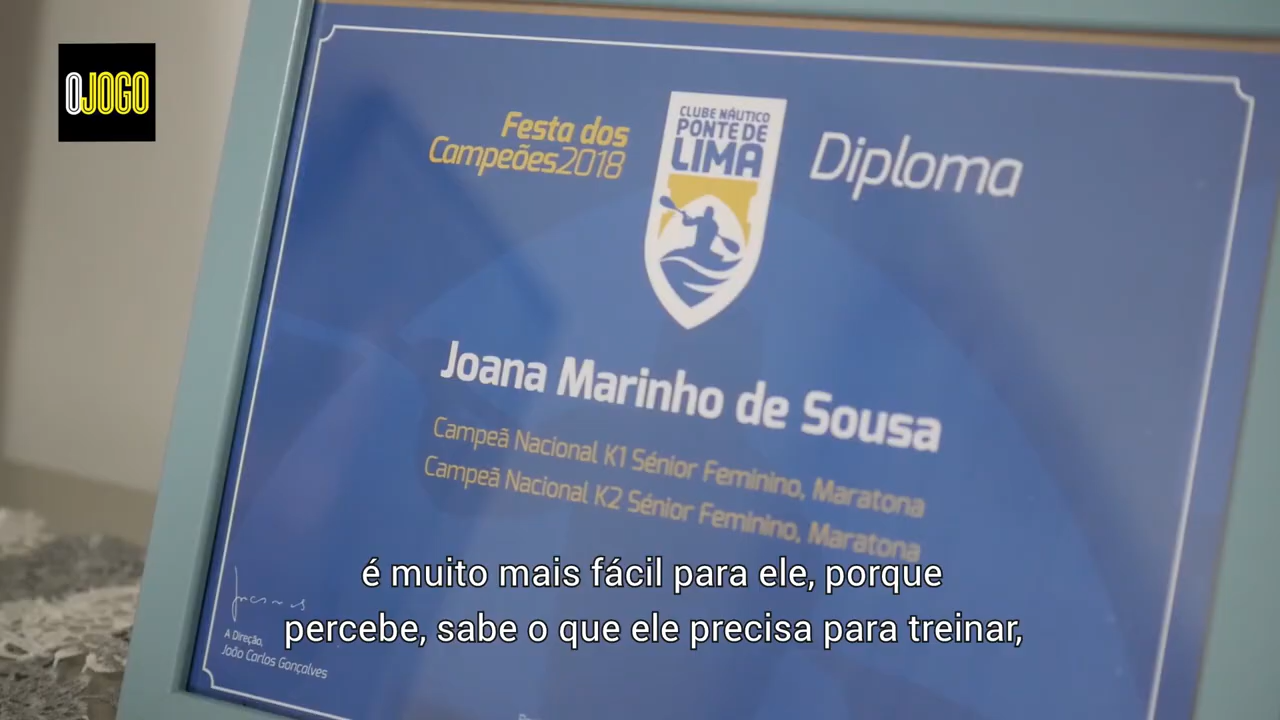 OJOGO
Festa dos
Campeões2018
CLUBE NÁUTICO
PONTE DE
LIMA
Diploma
Joana Marinho de Sousa
Campeã Nacional K1 Sénior Feminino, Maratona
Campeã Nacional K2 Sénior Feminino, Maratona
é muito mais fácil para ele, porque
percebe, sabe o que ele precisa para treinar,
A Direção,
João Carlos Gonçalves